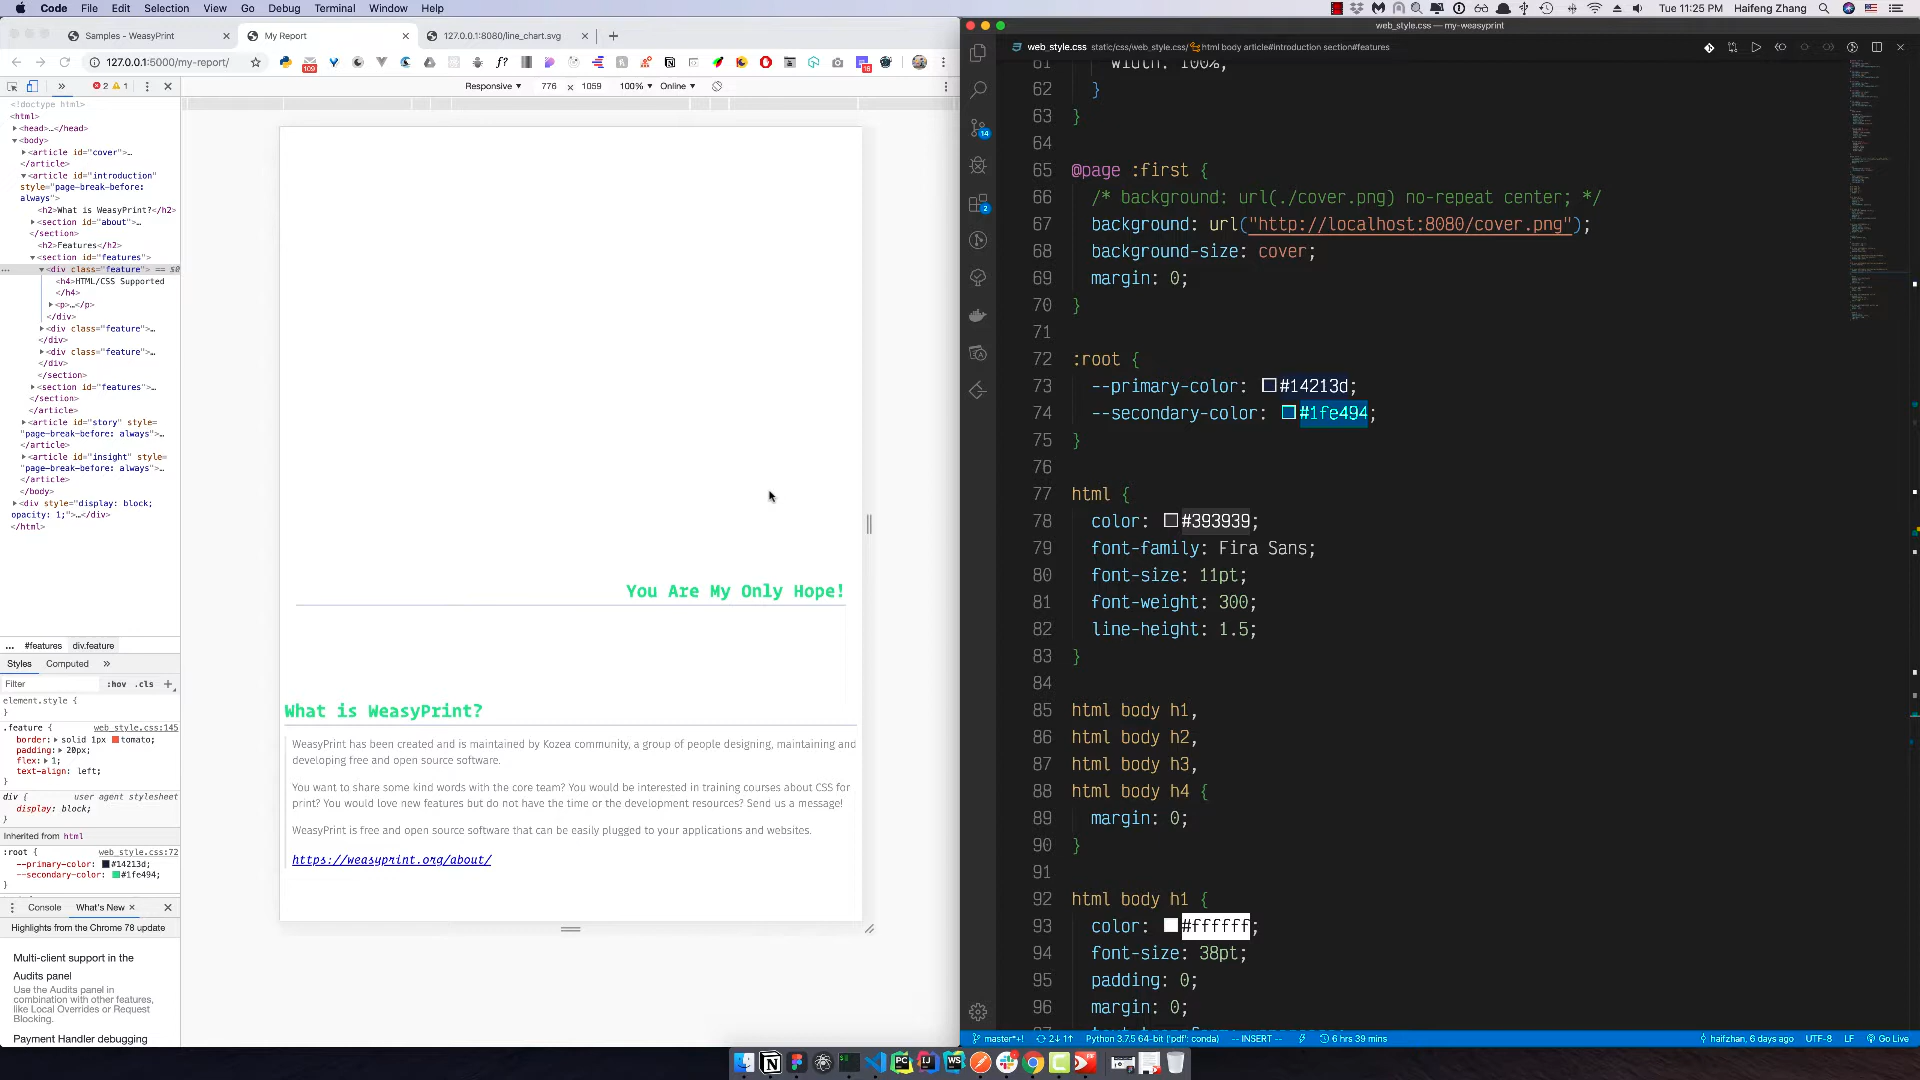 Code File Edit Selection View Go Debug Terminal Window Help
Tue 11:25 PM Haifeng Zhang
Samples - WeasyPrint
My Report
127.0.0.1:8080/line_chart.svg
127.0.0.1:5000/my-report/
109
f?
16
2 1
Responsive 776 x 1059 100% Online
<!doctype html>
<html>
<head>…</head>
<body>
<article id="cover">…
</article>
<article id="introduction"
style="page-break-before:
always">
<h2>What is WeasyPrint?</h2>
<section id="about">…
</section>
<h2>Features</h2>
<section id="features">
… <div class="feature"> == $0
<h4>HTML/CSS Supported
</h4>
<p>…</p>
</div>
<div class="feature">…
</div>
<div class="feature">…
</div>
</section>
<section id="features">…
</section>
</article>
<article id="story" style=
"page-break-before: always">…
</article>
<article id="insight" style=
"page-break-before: always">…
</article>
</body>
<div style="display: block;
opacity: 1;">…</div>
</html>
... #features div.feature
Styles Computed
Filter :hov .cls
element.style {
}
.feature { web_style.css:145
border: solid 1px tomato;
padding: 20px;
flex: 1;
text-align: left;
}
div { user agent stylesheet
display: block;
}
Inherited from html
:root { web_style.css:72
--primary-color: #14213d;
--secondary-color: #1fe494;
}
Console What's New
Highlights from the Chrome 78 update
Multi-client support in the
Audits panel
Use the Audits panel in
combination with other features,
like Local Overrides or Request
Blocking.
Payment Handler debugging
You Are My Only Hope!
What is WeasyPrint?
WeasyPrint has been created and is maintained by Kozea community, a group of people designing, maintaining and
developing free and open source software.
You want to share some kind words with the core team? You would be interested in training courses about CSS for
print? You would love new features but do not have the time or the development resources? Send us a message!
WeasyPrint is free and open source software that can be easily plugged to your applications and websites.
https://weasyprint.org/about/
web_style.css — my-weasyprint
web_style.css static/css/web_style.css/ html body article#introduction section#features
14
2
61 width: 100%;
62 }
63 }
64
65 @page :first {
66 /* background: url(./cover.png) no-repeat center; */
67 background: url("http://localhost:8080/cover.png");
68 background-size: cover;
69 margin: 0;
70 }
71
72 :root {
73 --primary-color: #14213d;
74 --secondary-color: #1fe494;
75 }
76
77 html {
78 color: #393939;
79 font-family: Fira Sans;
80 font-size: 11pt;
81 font-weight: 300;
82 line-height: 1.5;
83 }
84
85 html body h1,
86 html body h2,
87 html body h3,
88 html body h4 {
89 margin: 0;
90 }
91
92 html body h1 {
93 color: #ffffff;
94 font-size: 38pt;
95 padding: 0;
96 margin: 0;
master*+! 2↓ 1↑ Python 3.7.5 64-bit ('pdf': conda) -- INSERT -- 6 hrs 39 mins haifzhan, 6 days ago UTF-8 LF Go Live